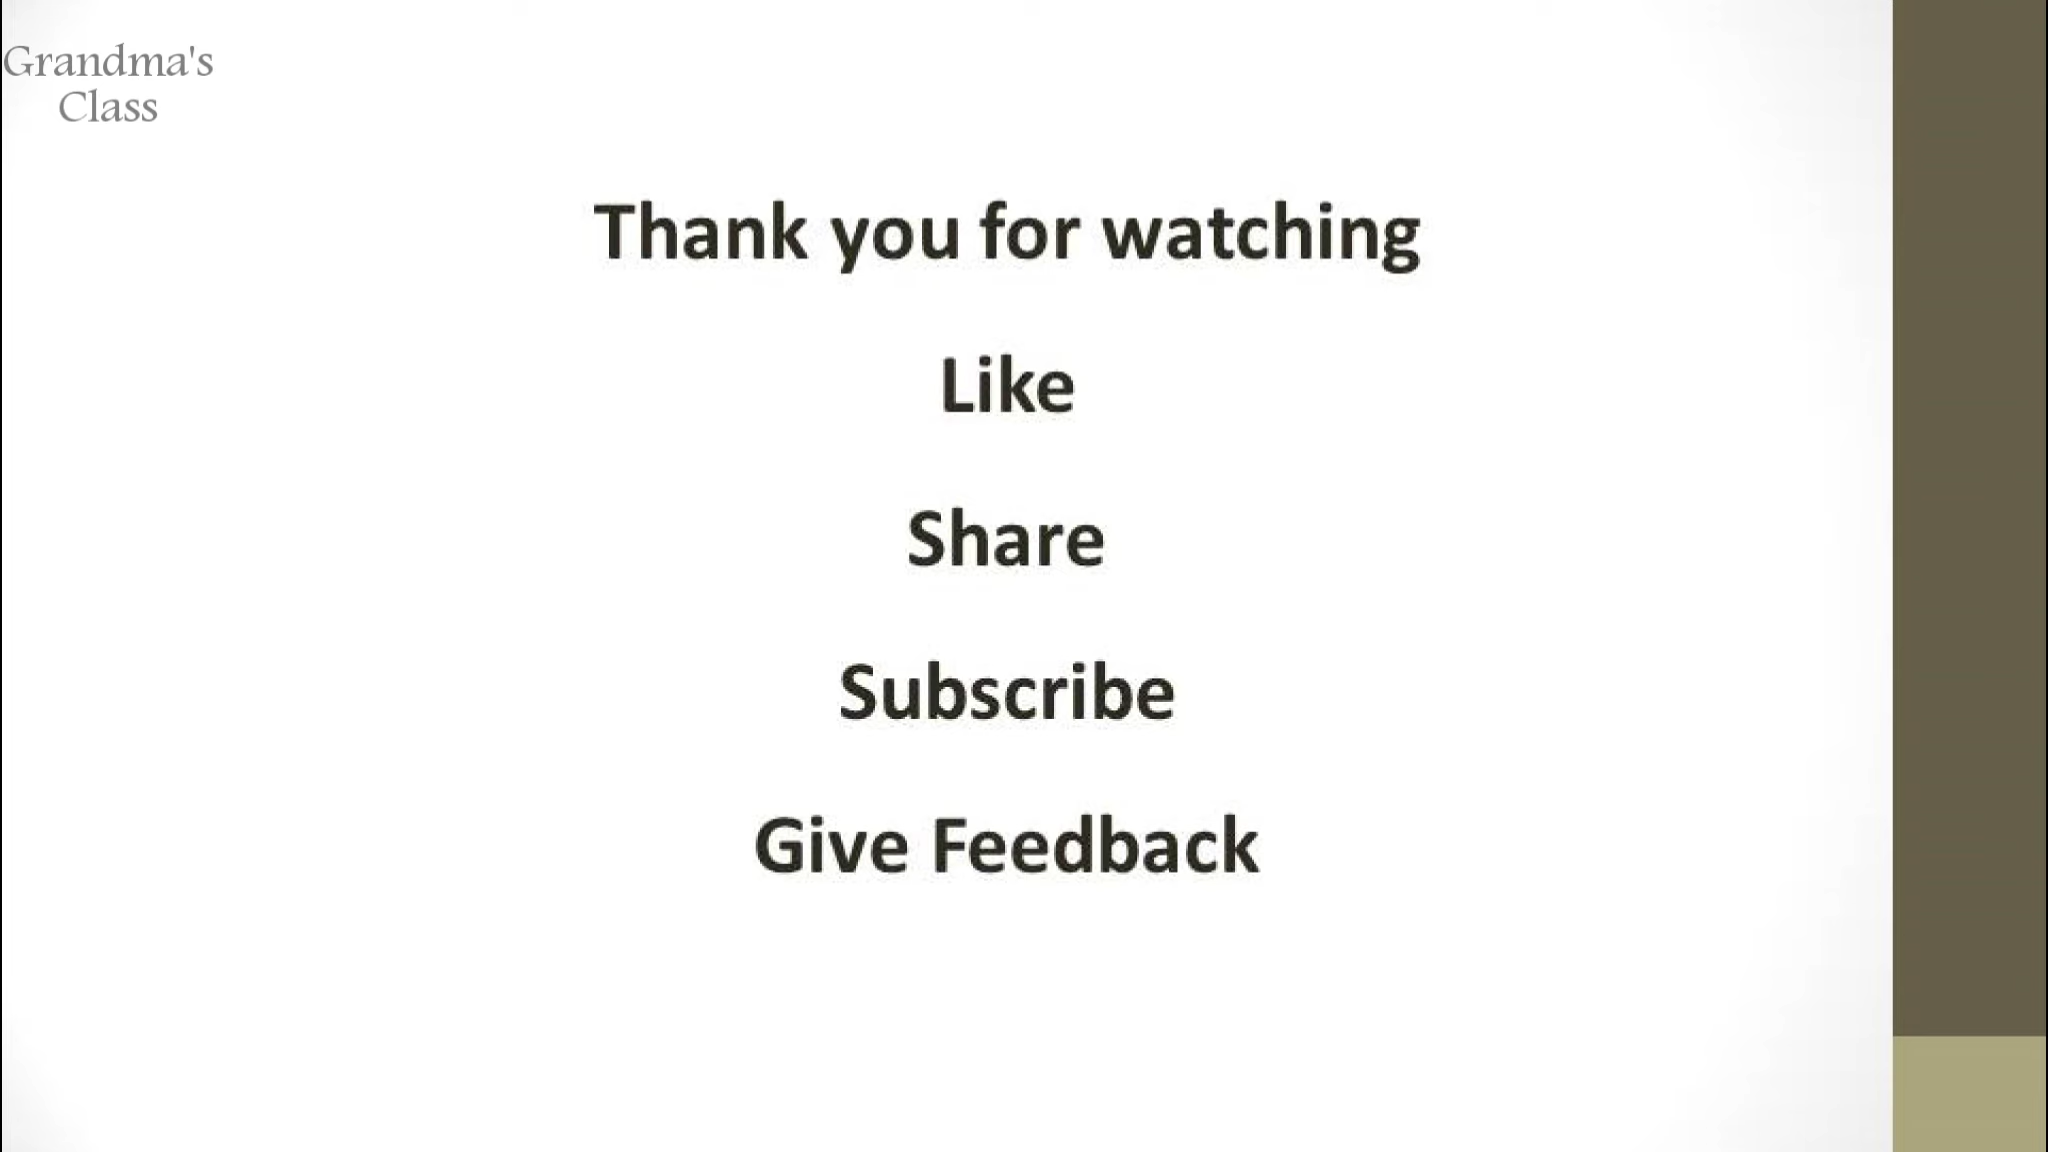 Grandma's
Class
Thank you for watching
Like
Share
Subscribe
Give Feedback